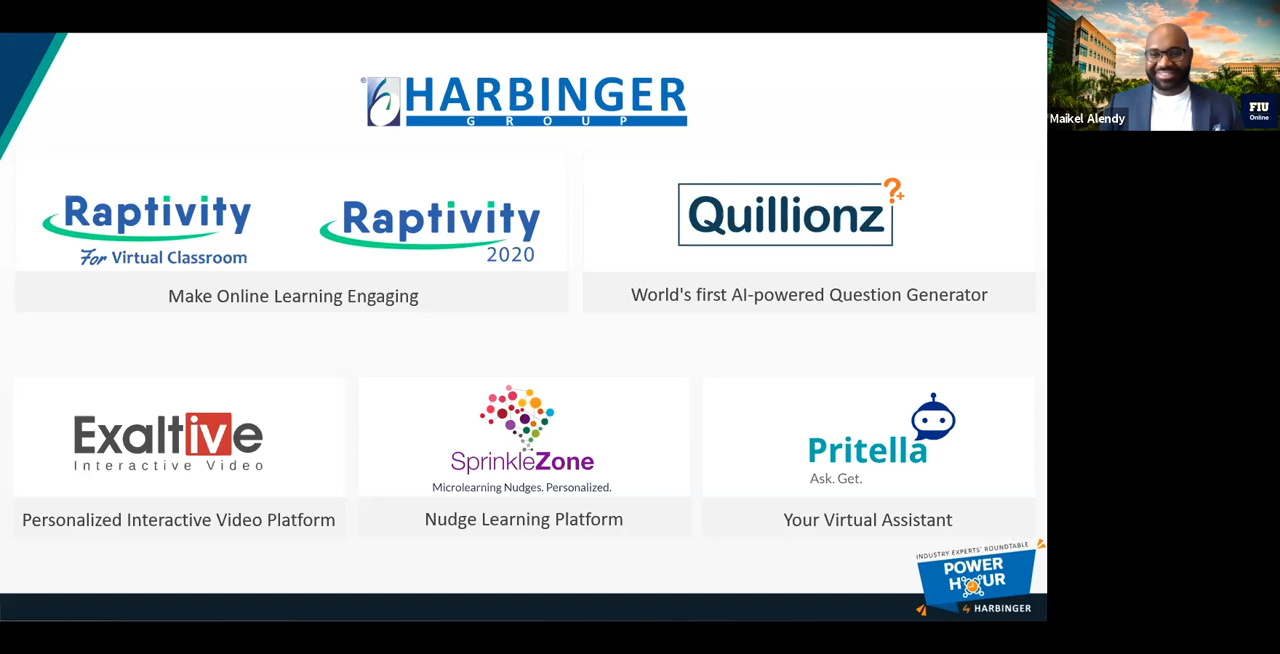 HARBINGER
GROUP
Raptivity
For Virtual Classroom
Raptivity
2020
Make Online Learning Engaging
Quillionz?+
World's first AI-powered Question Generator
Exaltive
Interactive Video
Personalized Interactive Video Platform
SprinkleZone
Microlearning Nudges. Personalized.
Nudge Learning Platform
Pritella
Ask. Get.
Your Virtual Assistant
INDUSTRY EXPERTS' ROUNDTABLE
POWER
HOUR
by HARBINGER
Maikel Alendy
FIU
Online